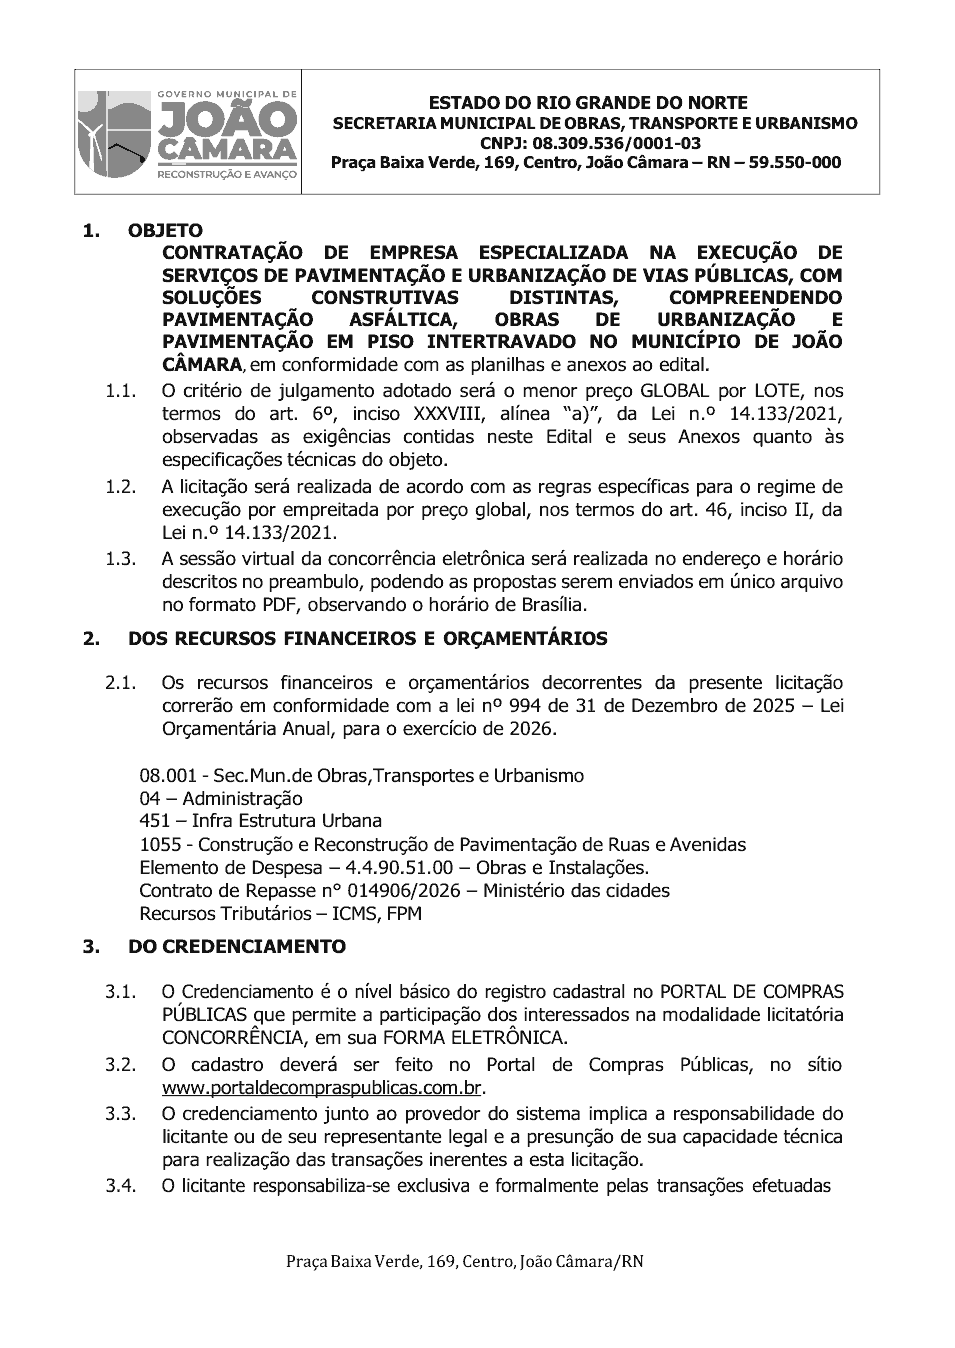 GOVERNO MUNICIPAL DE
JOÃO
CÂMARA
RECONSTRUÇÃO E AVANÇO
ESTADO DO RIO GRANDE DO NORTE
SECRETARIA MUNICIPAL DE OBRAS, TRANSPORTE E URBANISMO
CNPJ: 08.309.536/0001-03
Praça Baixa Verde, 169, Centro, João Câmara – RN – 59.550-000
1. OBJETO
CONTRATAÇÃO DE EMPRESA ESPECIALIZADA NA EXECUÇÃO DE
SERVIÇOS DE PAVIMENTAÇÃO E URBANIZAÇÃO DE VIAS PÚBLICAS, COM
SOLUÇÕES CONSTRUTIVAS DISTINTAS, COMPREENDENDO
PAVIMENTAÇÃO ASFÁLTICA, OBRAS DE URBANIZAÇÃO E
PAVIMENTAÇÃO EM PISO INTERTRAVADO NO MUNICÍPIO DE JOÃO
CÂMARA, em conformidade com as planilhas e anexos ao edital.
1.1. O critério de julgamento adotado será o menor preço GLOBAL por LOTE, nos
termos do art. 6º, inciso XXXVIII, alínea “a)”, da Lei n.º 14.133/2021,
observadas as exigências contidas neste Edital e seus Anexos quanto às
especificações técnicas do objeto.
1.2. A licitação será realizada de acordo com as regras específicas para o regime de
execução por empreitada por preço global, nos termos do art. 46, inciso II, da
Lei n.º 14.133/2021.
1.3. A sessão virtual da concorrência eletrônica será realizada no endereço e horário
descritos no preambulo, podendo as propostas serem enviados em único arquivo
no formato PDF, observando o horário de Brasília.
2. DOS RECURSOS FINANCEIROS E ORÇAMENTÁRIOS
2.1. Os recursos financeiros e orçamentários decorrentes da presente licitação
correrão em conformidade com a lei nº 994 de 31 de Dezembro de 2025 – Lei
Orçamentária Anual, para o exercício de 2026.
08.001 - Sec.Mun.de Obras,Transportes e Urbanismo
04 – Administração
451 – Infra Estrutura Urbana
1055 - Construção e Reconstrução de Pavimentação de Ruas e Avenidas
Elemento de Despesa – 4.4.90.51.00 – Obras e Instalações.
Contrato de Repasse n° 014906/2026 – Ministério das cidades
Recursos Tributários – ICMS, FPM
3. DO CREDENCIAMENTO
3.1. O Credenciamento é o nível básico do registro cadastral no PORTAL DE COMPRAS
PÚBLICAS que permite a participação dos interessados na modalidade licitatória
CONCORRÊNCIA, em sua FORMA ELETRÔNICA.
3.2. O cadastro deverá ser feito no Portal de Compras Públicas, no sítio
www.portaldecompraspublicas.com.br.
3.3. O credenciamento junto ao provedor do sistema implica a responsabilidade do
licitante ou de seu representante legal e a presunção de sua capacidade técnica
para realização das transações inerentes a esta licitação.
3.4. O licitante responsabiliza-se exclusiva e formalmente pelas transações efetuadas
Praça Baixa Verde, 169, Centro, João Câmara/RN